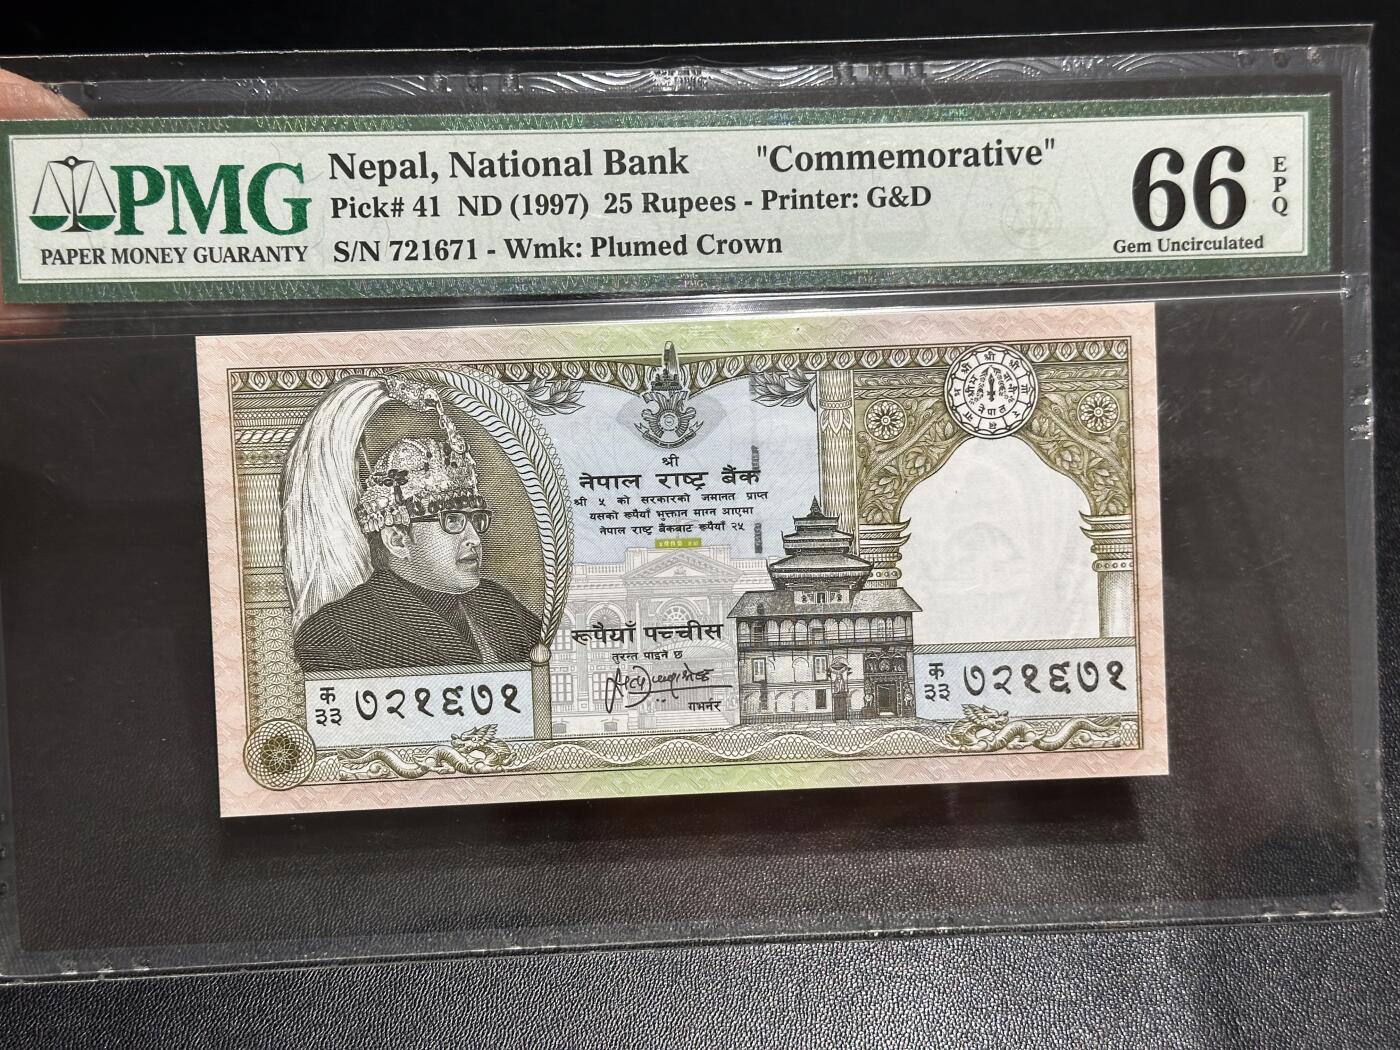 PMG
PAPER MONEY GUARANTY
Nepal, National Bank "Commemorative"
Pick# 41 ND (1997) 25 Rupees - Printer: G&D
S/N 721671 - Wmk: Plumed Crown
66 EPQ
Gem Uncirculated
श्री
नेपाल राष्ट्र बैंक
श्री ५ को सरकारको जमानत प्राप्त
यसको रूपैयाँ भुक्तान माग्न आएमा
नेपाल राष्ट्र बैंकबाट रूपैयाँ २५
रूपैयाँ पच्चीस
तुरन्त पाइने छ
गभर्नर
क
३३ ७२१६७१
क
३३ ७२१६७१